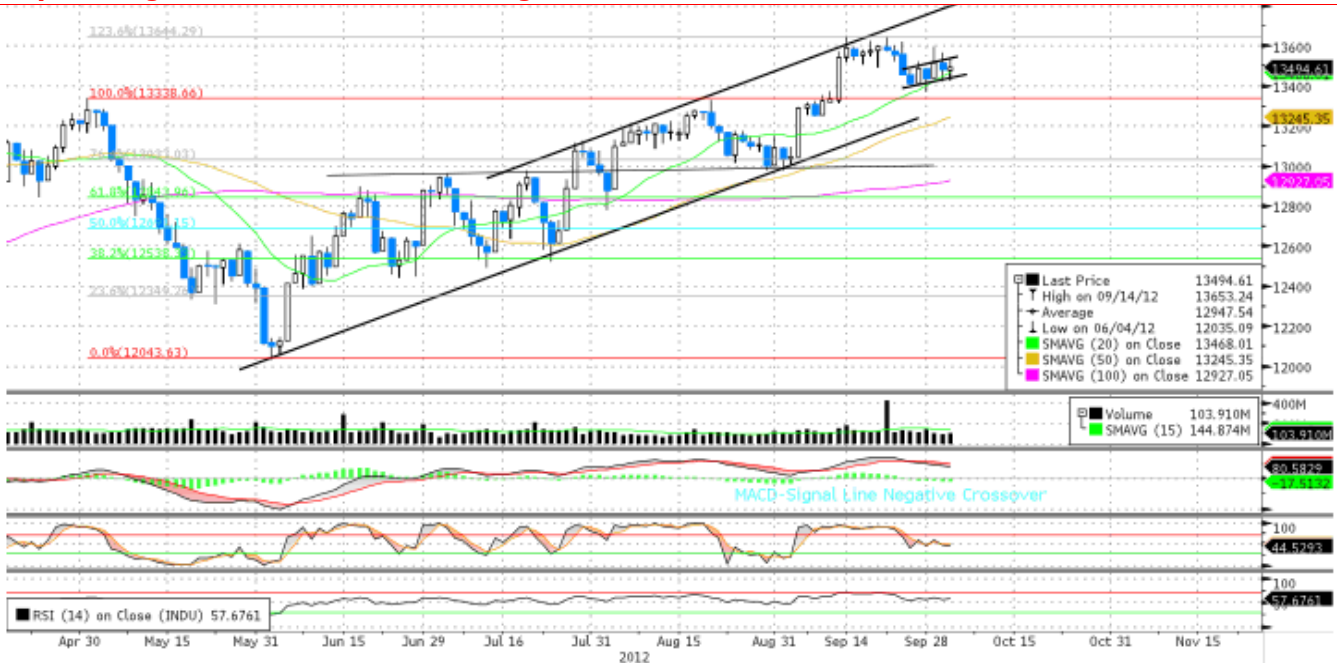 123.6%(13644.29)
13600
13494.61
100.0%(13338.66)
13400
13245.35
13200
13000
12927.05
12800
12600
12400
23.6%
12200
0.0%(12043.63)
12000
Last Price 13494.61
High on 09/14/12 13653.24
Average 12947.54
Low on 06/04/12 12035.09
SMAVG (20) on Close 13468.01
SMAVG (50) on Close 13245.35
SMAVG (100) on Close 12927.05
400M
Volume 103.910M
SMAVG (15) 144.874M
103.910M
80.5829
-17.5132
MACD-Signal Line Negative Crossover
100
44.5293
100
57.6761
RSI (14) on Close (INDU) 57.6761
Apr 30 May 15 May 31 Jun 15 Jun 29 Jul 16 Jul 31 Aug 15 Aug 31 Sep 14 Sep 28 Oct 15 Oct 31 Nov 15
2012